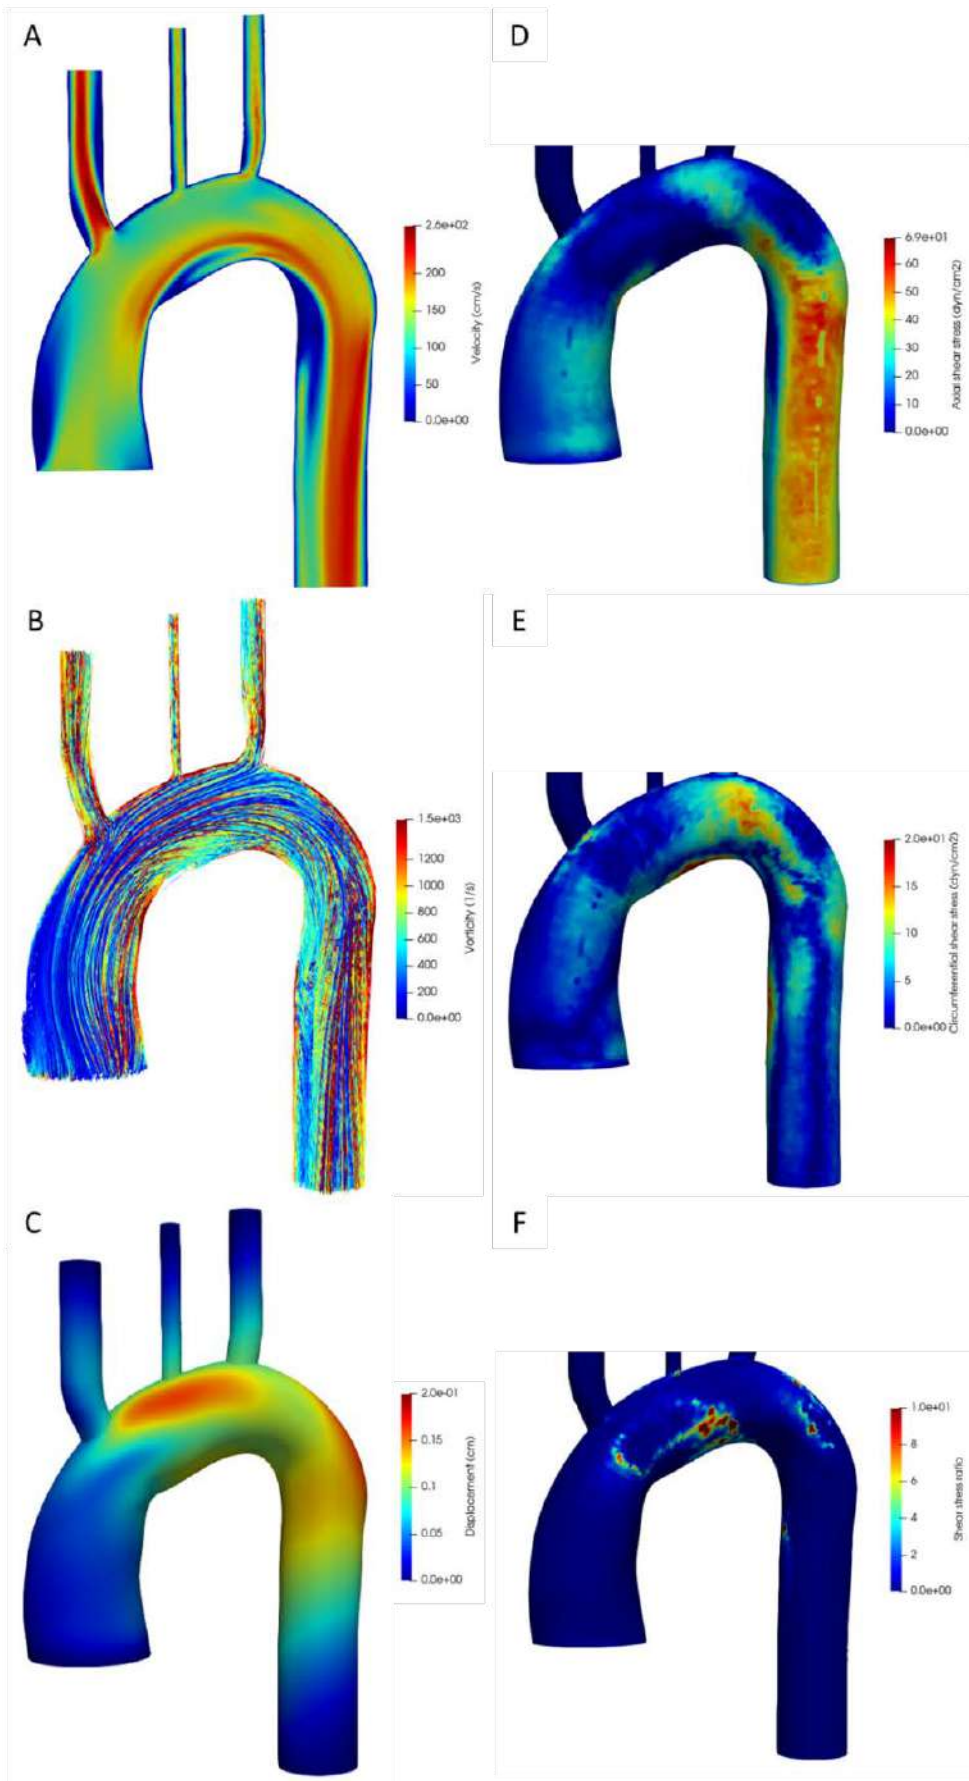 A
2.6e+02
200
150
100
50
0.0e+00
Velocity (cm/s)
D
6.9e+01
60
50
40
30
20
10
0.0e+00
Axial shear stress (dyn/cm2)
B
1.5e+03
1200
1000
800
600
400
200
0.0e+00
Vorticity (1/s)
E
2.0e+01
15
10
5
0.0e+00
Circumferential shear stress (dyn/cm2)
C
2.0e-01
0.15
0.1
0.05
0.0e+00
Displacement (cm)
F
1.0e+01
8
6
4
2
0.0e+00
Shear stress ratio